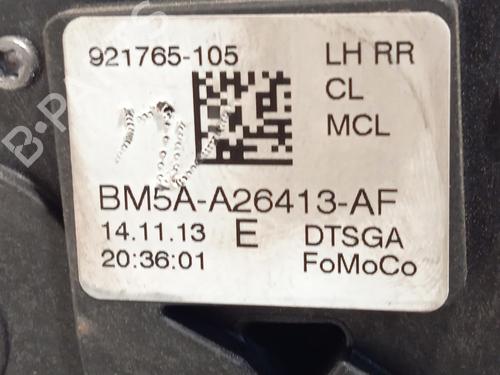 921765-105 LH RR
CL
MCL
BM5A-A26413-AF
14.11.13 E DTSGA
20:36:01 FoMoCo